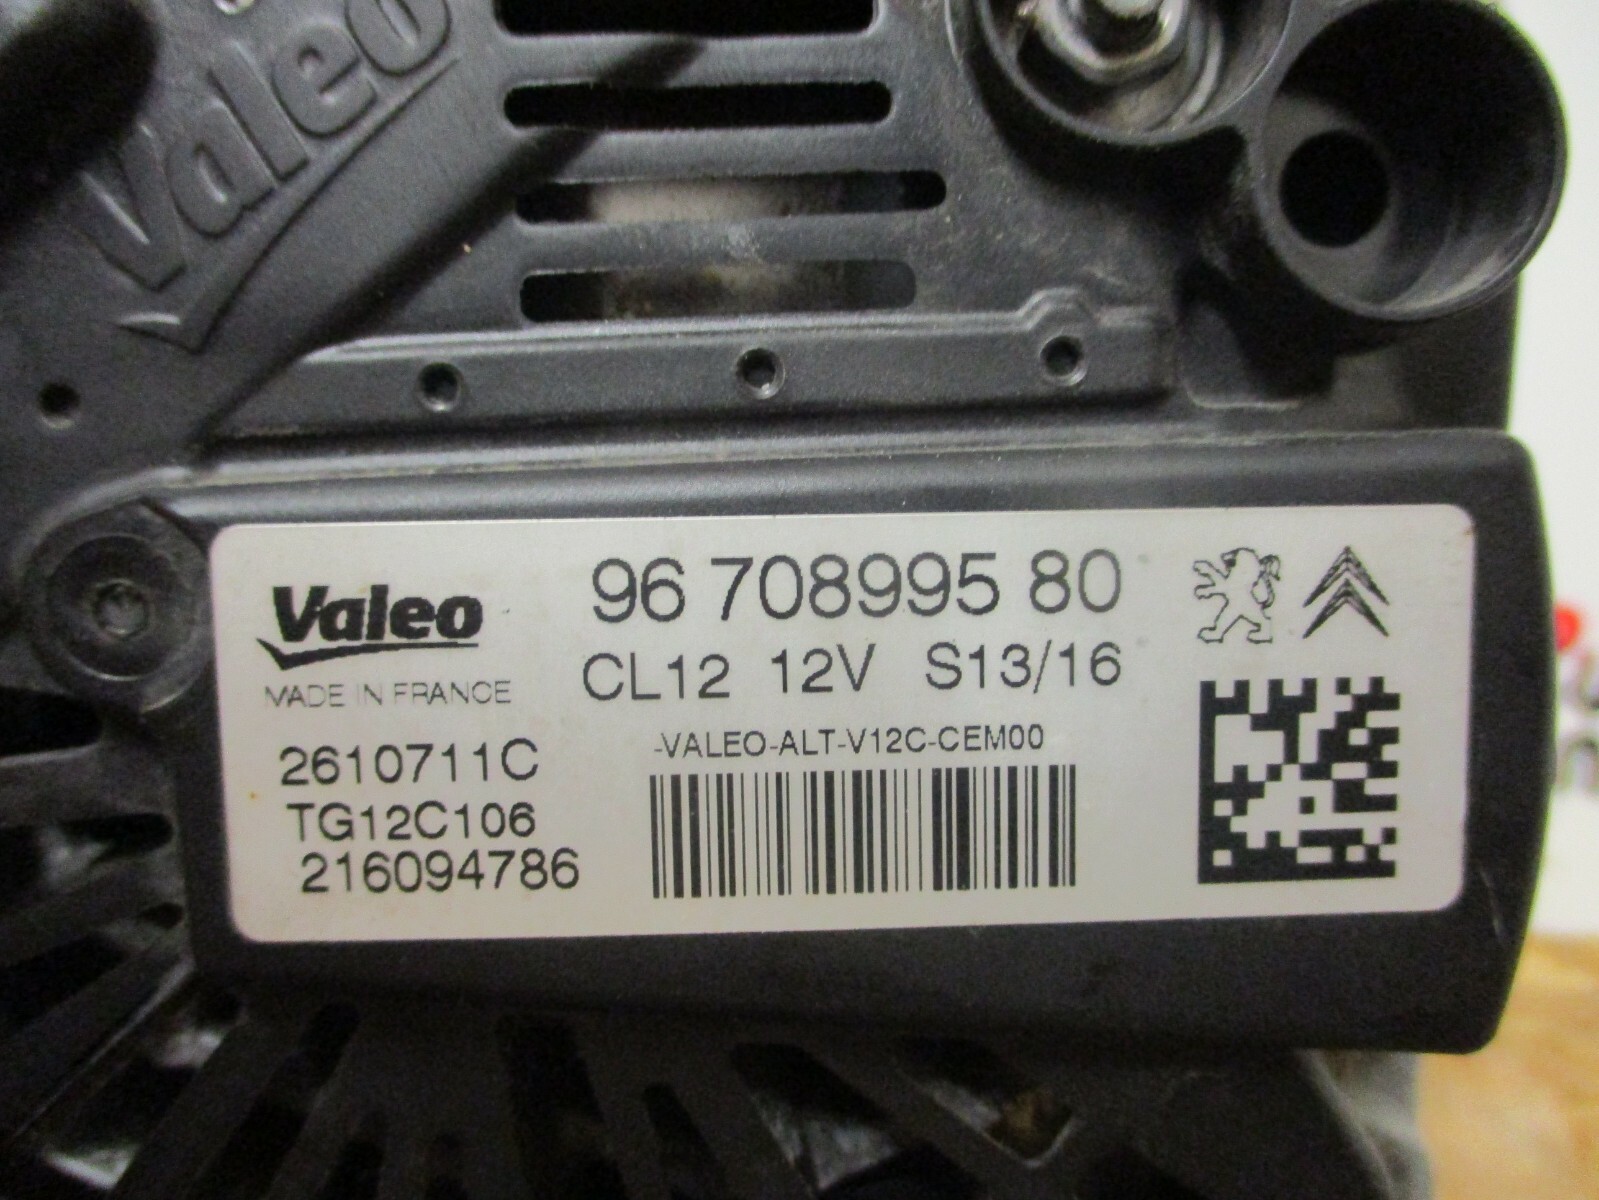 Valeo
Valeo
MADE IN FRANCE
96 708995 80
CL12 12V S13/16
-VALEO-ALT-V12C-CEM00
2610711C
TG12C106
216094786